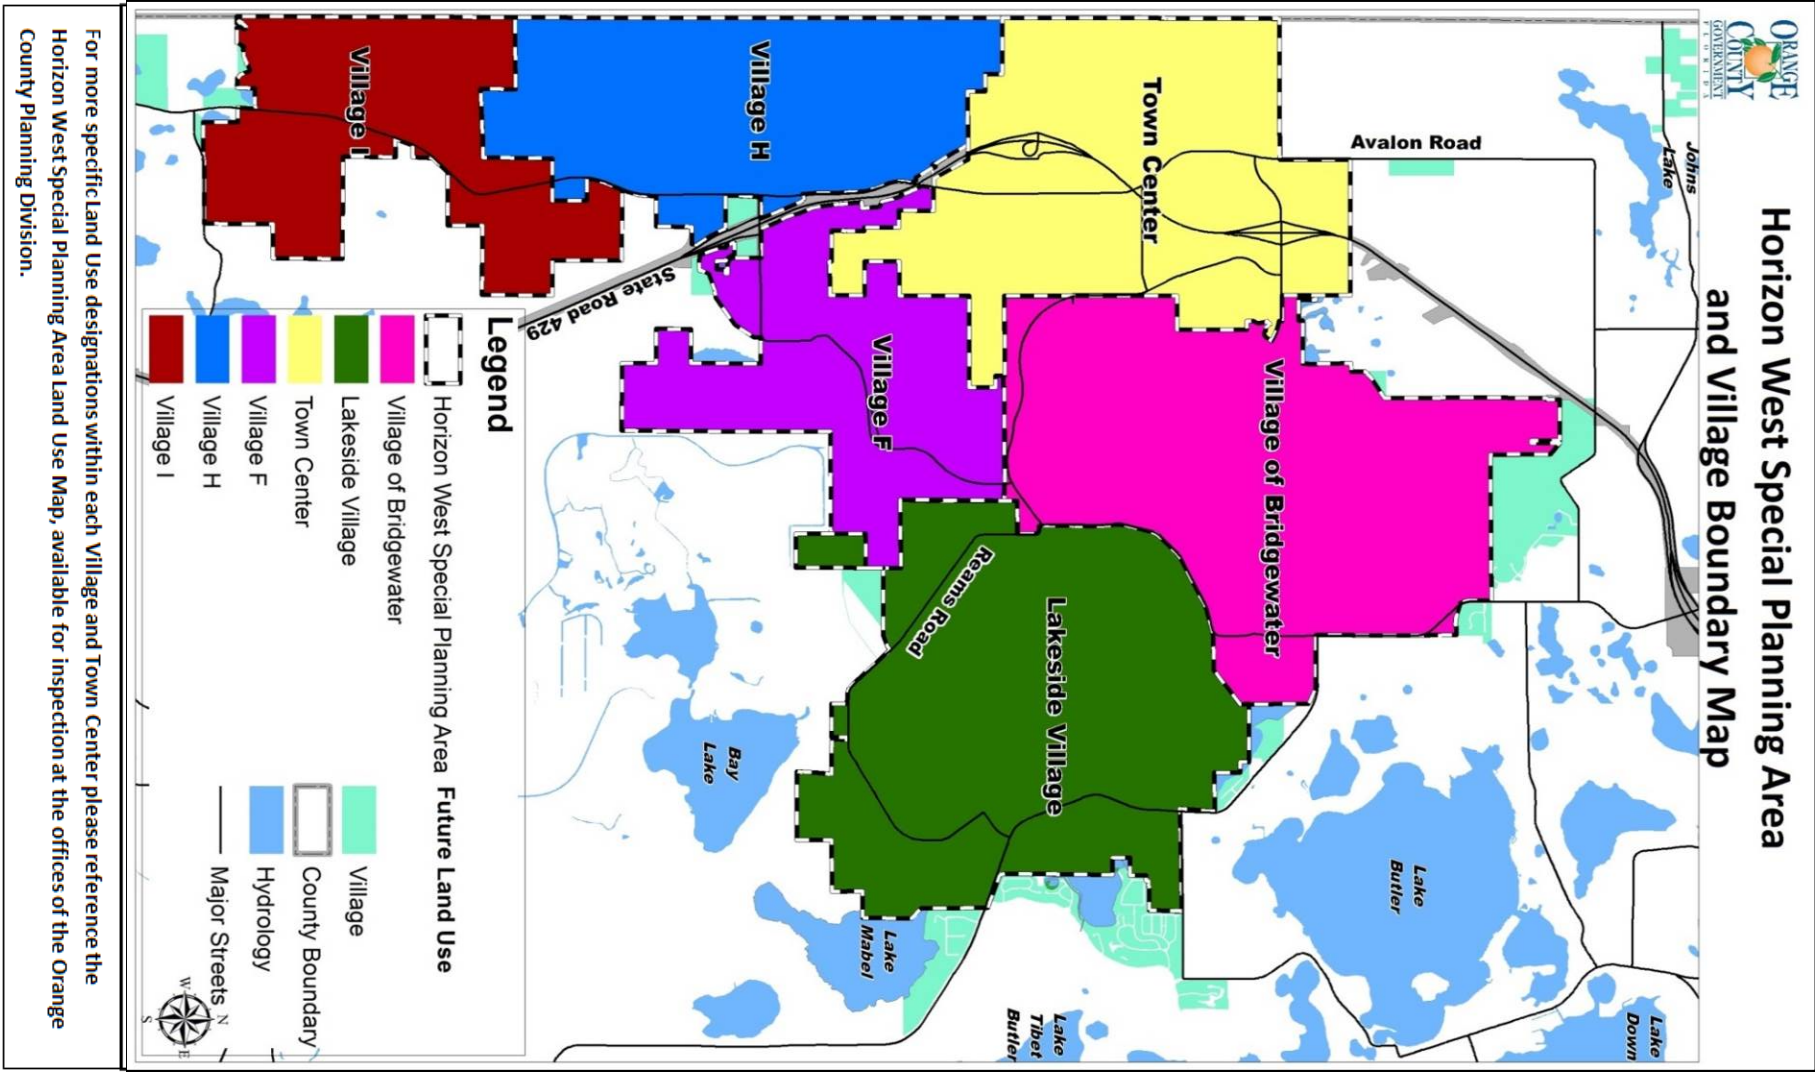 Horizon West Special Planning Area
and Village Boundary Map
ORANGE
COUNTY
GOVERNMENT
FLORIDA
Johns
Lake
Avalon Road
Town Center
Village H
Village I
State Road 429
Village F
Village of Bridgewater
Reams Road
Lakeside Village
Bay
Lake
Lake
Butler
Lake
Mabel
Lake
Tibet
Butler
Lake
Down
Legend
Horizon West Special Planning Area
Village of Bridgewater
Lakeside Village
Town Center
Village F
Village H
Village I
Future Land Use
Village
County Boundary
Hydrology
Major Streets
N
W
E
S
For more specific Land Use designations within each Village and Town Center please reference the
Horizon West Special Planning Area Land Use Map, available for inspection at the offices of the Orange
County Planning Division.